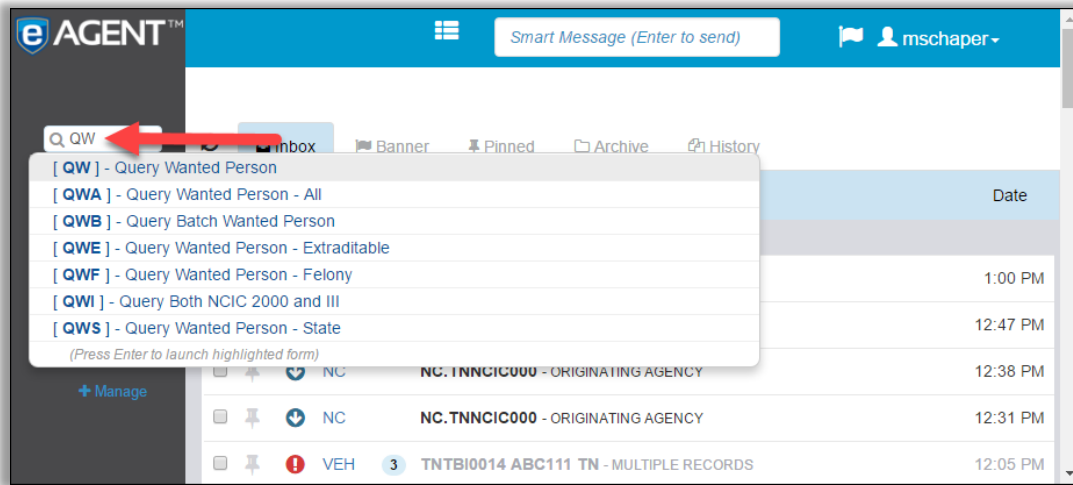 e AGENT™
Smart Message (Enter to send)
mschaper
QW
Inbox
Banner
Pinned
Archive
History
[ QW ] - Query Wanted Person
[ QWA ] - Query Wanted Person - All
Date
[ QWB ] - Query Batch Wanted Person
[ QWE ] - Query Wanted Person - Extraditable
[ QWF ] - Query Wanted Person - Felony
1:00 PM
[ QWI ] - Query Both NCIC 2000 and III
[ QWS ] - Query Wanted Person - State
12:47 PM
(Press Enter to launch highlighted form)
NC NC.TNNCIC000 - ORIGINATING AGENCY 12:38 PM
+ Manage
NC NC.TNNCIC000 - ORIGINATING AGENCY 12:31 PM
VEH 3 TNTBI0014 ABC111 TN - MULTIPLE RECORDS 12:05 PM